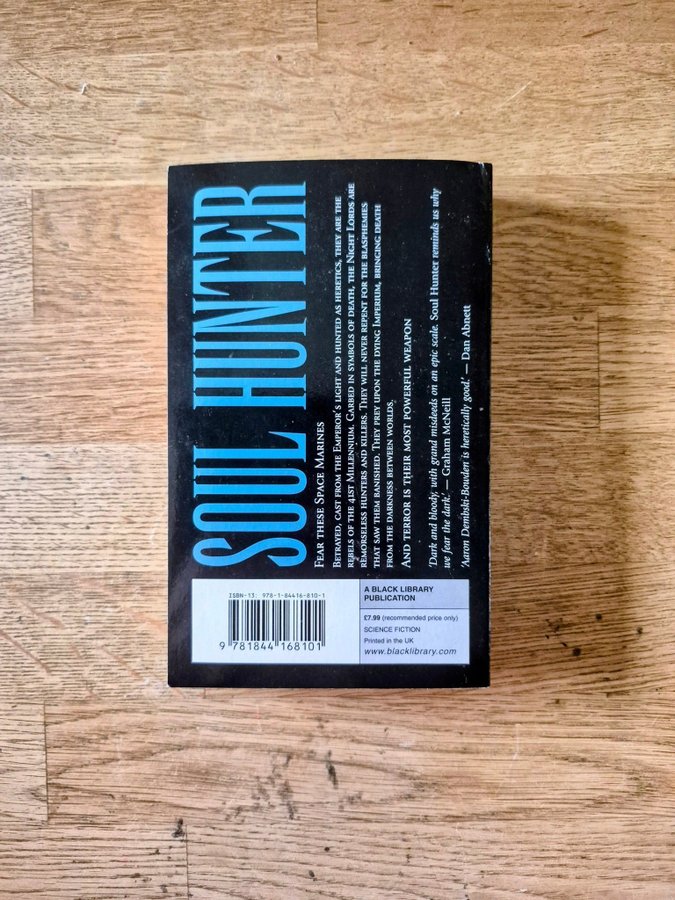 SOUL HUNTER
FEAR THESE SPACE MARINES
BETRAYED, CAST FROM THE EMPEROR'S LIGHT AND HUNTED AS HERETICS, THEY ARE THE
REBELS OF THE 41ST MILLENNIUM. GARBED IN SYMBOLS OF DEATH, THE NIGHT LORDS ARE
REMORSELESS HUNTERS AND KILLERS. THEY WILL NEVER REPENT FOR THE BLASPHEMIES
THAT SAW THEM BANISHED. THEY PREY UPON THE DYING IMPERIUM, BRINGING DEATH
FROM THE DARKNESS BETWEEN WORLDS.
AND TERROR IS THEIR MOST POWERFUL WEAPON
'Dark and bloody, with grand misdeeds on an epic scale. Soul Hunter reminds us why
we fear the dark.' — Graham McNeill
'Aaron Dembski-Bowden is heretically good.' — Dan Abnett
ISBN-13: 978-1-84416-810-1
9 781844 168101
A BLACK LIBRARY
PUBLICATION
£7.99 (recommended price only)
SCIENCE FICTION
Printed in the UK
www.blacklibrary.com